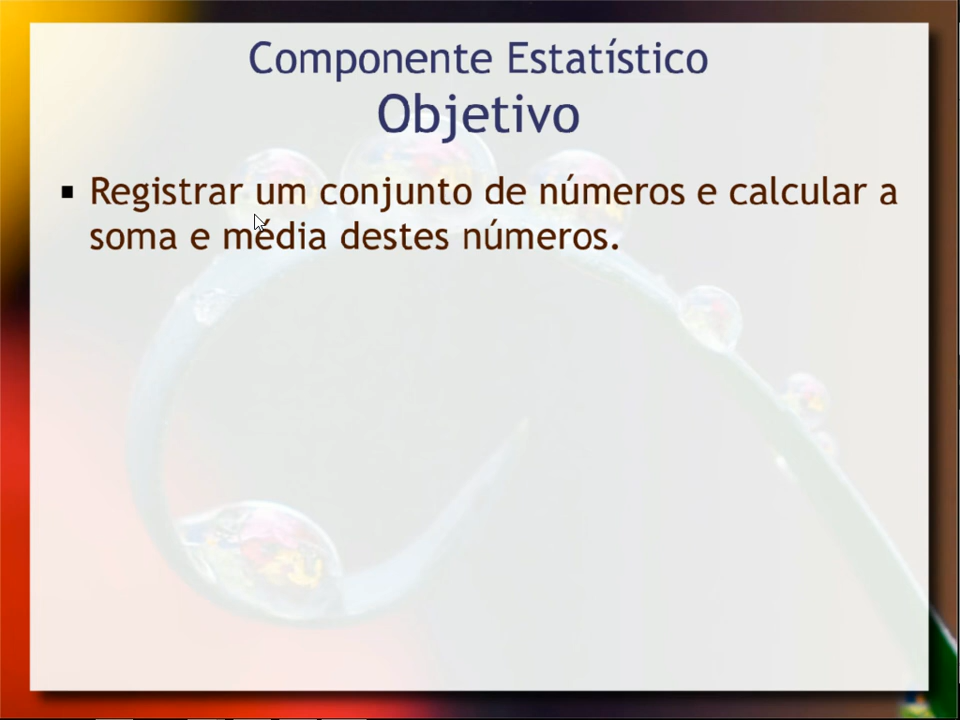 Componente Estatístico
Objetivo
▪ Registrar um conjunto de números e calcular a
soma e média destes números.